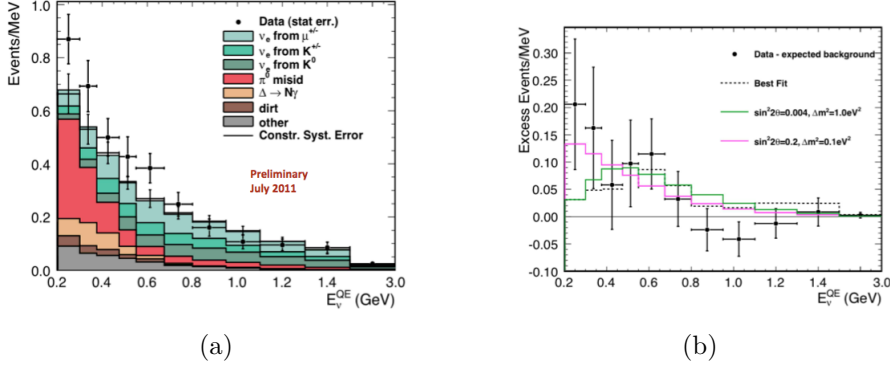 Events/MeV
1.0
0.8
0.6
0.4
0.2
0.0
Data (stat err.)
νe from μ+/-
νe from K+/-
νe from K0
π0 misid
Δ → Nγ
dirt
other
Constr. Syst. Error
Preliminary
July 2011
0.2 0.4 0.6 0.8 1.0 1.2 1.4 3.0
EνQE (GeV)
(a)
Excess Events/MeV
0.30
0.25
0.20
0.15
0.10
0.05
0.00
-0.05
-0.10
Data - expected background
Best Fit
sin²2θ=0.004, Δm²=1.0eV²
sin²2θ=0.2, Δm²=0.1eV²
0.2 0.4 0.6 0.8 1.0 1.2 1.4 3.0
EνQE (GeV)
(b)